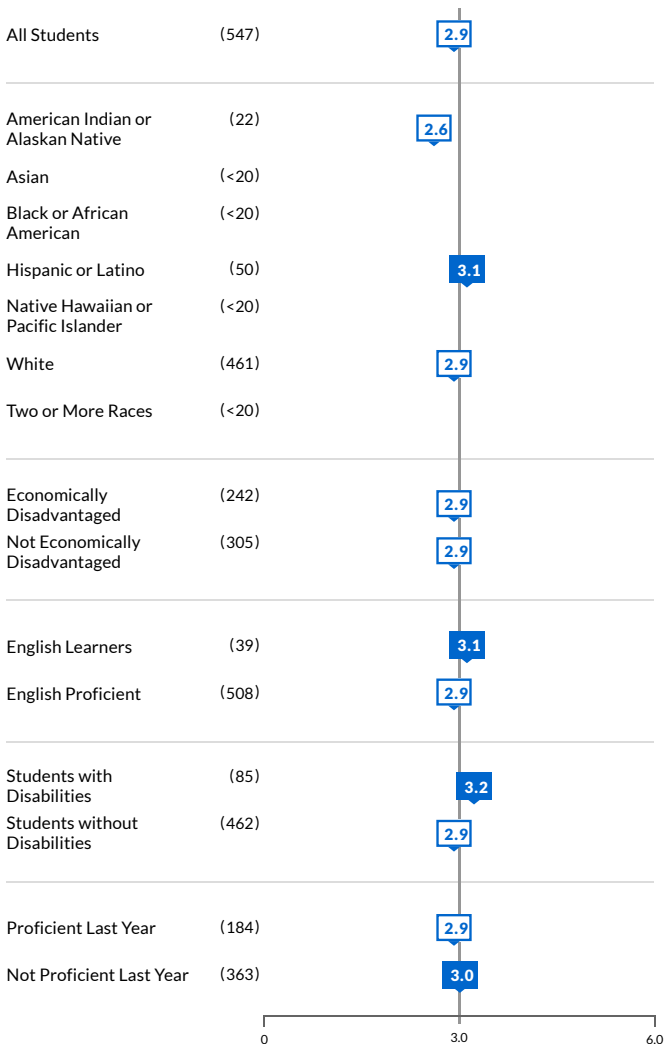 All Students (547) 2.9
American Indian or (22)
Alaskan Native 2.6
Asian (<20)
Black or African (<20)
American
Hispanic or Latino (50) 3.1
Native Hawaiian or (<20)
Pacific Islander
White (461) 2.9
Two or More Races (<20)
Economically (242) 2.9
Disadvantaged
Not Economically (305) 2.9
Disadvantaged
English Learners (39) 3.1
English Proficient (508) 2.9
Students with (85) 3.2
Disabilities
Students without (462) 2.9
Disabilities
Proficient Last Year (184) 2.9
Not Proficient Last Year (363) 3.0
0 3.0 6.0